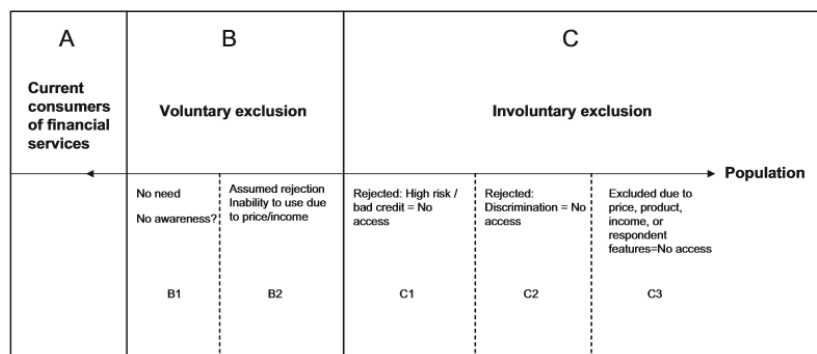 A
B
C
Current
consumers
of financial
services
Voluntary exclusion
Involuntary exclusion
Population
No need
No awareness?
Assumed rejection
Inability to use due
to price/income
Rejected: High risk /
bad credit = No
access
Rejected:
Discrimination = No
access
Excluded due to
price, product,
income, or
respondent
features=No access
B1
B2
C1
C2
C3